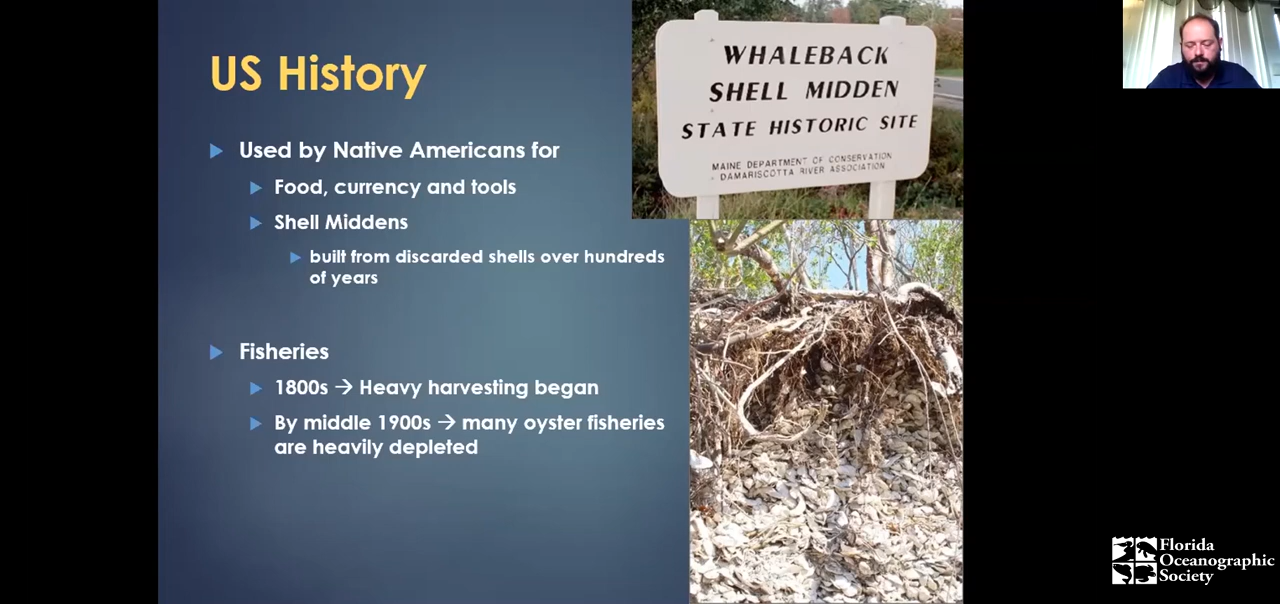 US History
Used by Native Americans for
Food, currency and tools
Shell Middens
built from discarded shells over hundreds
of years
Fisheries
1800s → Heavy harvesting began
By middle 1900s → many oyster fisheries
are heavily depleted
WHALEBACK
SHELL MIDDEN
STATE HISTORIC SITE
MAINE DEPARTMENT OF CONSERVATION
DAMARISCOTTA RIVER ASSOCIATION
Florida
Oceanographic
Society